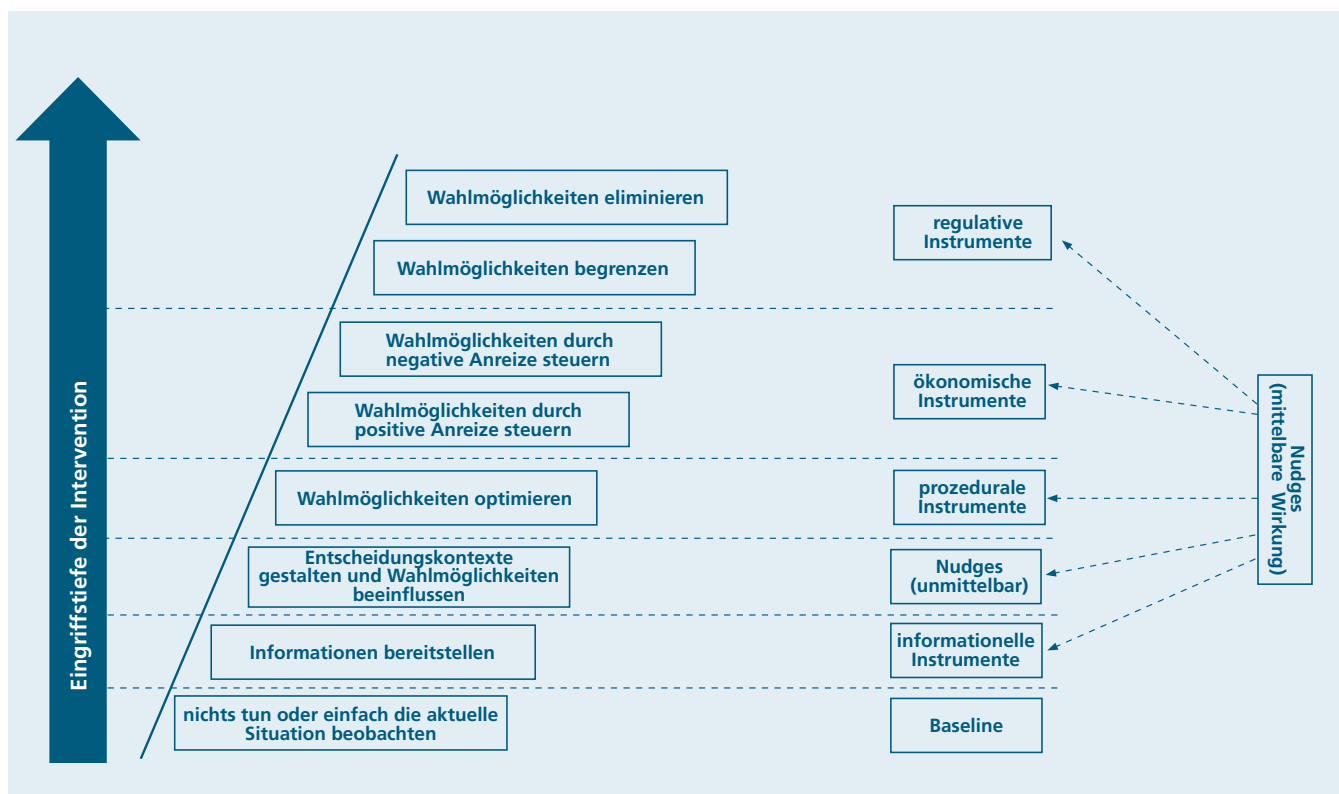 Eingriffstiefe der Intervention
Wahlmöglichkeiten eliminieren
Wahlmöglichkeiten begrenzen
Wahlmöglichkeiten durch
negative Anreize steuern
Wahlmöglichkeiten durch
positive Anreize steuern
Wahlmöglichkeiten optimieren
Entscheidungskontexte
gestalten und Wahlmöglichkeiten
beeinflussen
Informationen bereitstellen
nichts tun oder einfach die aktuelle
Situation beobachten
regulative
Instrumente
ökonomische
Instrumente
prozedurale
Instrumente
Nudges
(unmittelbar)
informationelle
Instrumente
Baseline
Nudges
(mittelbare Wirkung)